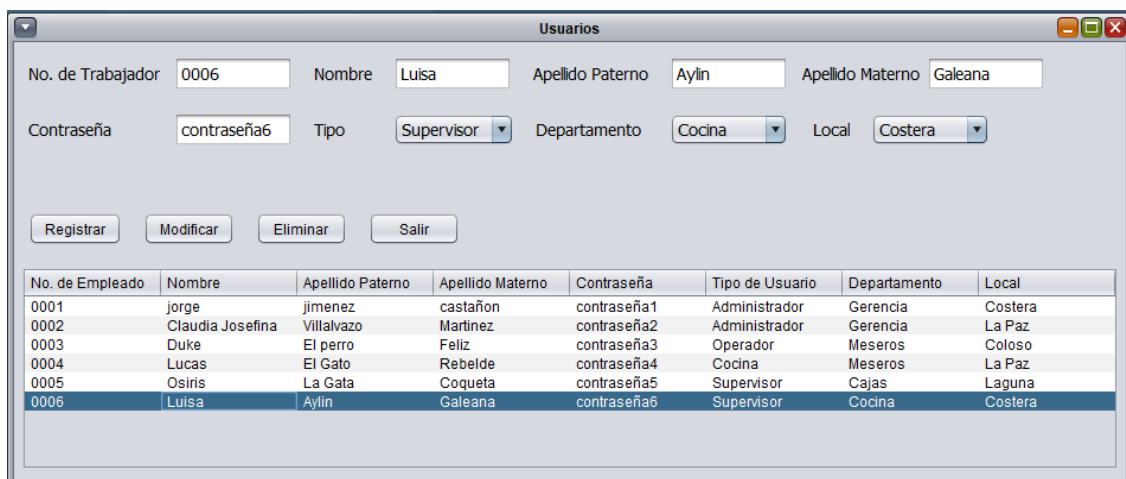 Usuarios
No. de Trabajador 0006 Nombre Luisa Apellido Paterno Aylin Apellido Materno Galeana
Contraseña contraseña6 Tipo Supervisor Departamento Cocina Local Costera
Registrar Modificar Eliminar Salir
No. de Empleado Nombre Apellido Paterno Apellido Materno Contraseña Tipo de Usuario Departamento Local
0001 jorge jimenez castañon contraseña1 Administrador Gerencia Costera
0002 Claudia Josefina Villalvazo Martinez contraseña2 Administrador Gerencia La Paz
0003 Duke El perro Feliz contraseña3 Operador Meseros Coloso
0004 Lucas El Gato Rebelde contraseña4 Cocina Meseros La Paz
0005 Osiris La Gata Coqueta contraseña5 Supervisor Cajas Laguna
0006 Luisa Aylin Galeana contraseña6 Supervisor Cocina Costera